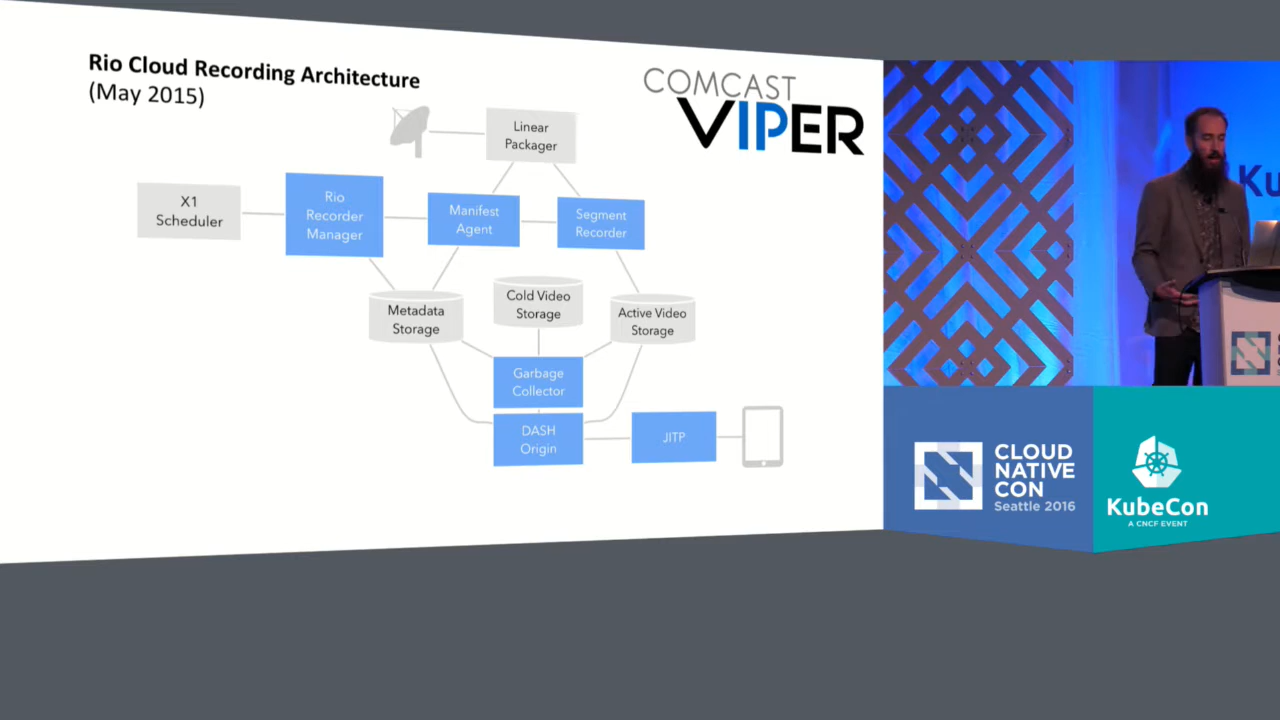 Rio Cloud Recording Architecture
(May 2015)
COMCAST
VIPER
Linear
Packager
X1
Scheduler
Rio
Recorder
Manager
Manifest
Agent
Segment
Recorder
Metadata
Storage
Cold Video
Storage
Active Video
Storage
Garbage
Collector
DASH
Origin
JITP
Ku
CLOUD
NATIVE
CON
Seattle 2016
KubeCon
A CNCF EVENT